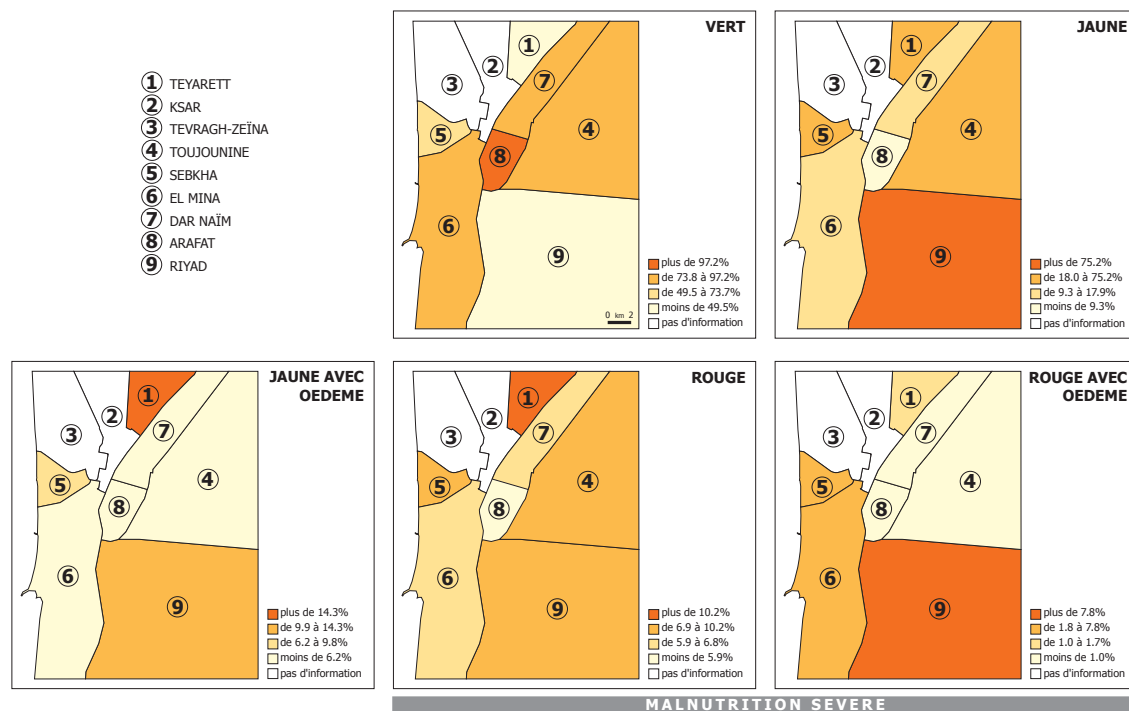 ① TEYARETT
② KSAR
③ TEVRAGH-ZEÏNA
④ TOUJOUNINE
⑤ SEBKHA
⑥ EL MINA
⑦ DAR NAÏM
⑧ ARAFAT
⑨ RIYAD
VERT
1
2
3
7
4
5
8
6
9
plus de 97.2%
de 73.8 à 97.2%
de 49.5 à 73.7%
moins de 49.5%
pas d'information
0 km 2
JAUNE
1
2
3
7
4
5
8
6
9
plus de 75.2%
de 18.0 à 75.2%
de 9.3 à 17.9%
moins de 9.3%
pas d'information
JAUNE AVEC
OEDEME
1
2
3
7
4
5
8
6
9
plus de 14.3%
de 9.9 à 14.3%
de 6.2 à 9.8%
moins de 6.2%
pas d'information
ROUGE
1
2
3
7
4
5
8
6
9
plus de 10.2%
de 6.9 à 10.2%
de 5.9 à 6.8%
moins de 5.9%
pas d'information
ROUGE AVEC
OEDEME
1
2
3
7
4
5
8
6
9
plus de 7.8%
de 1.8 à 7.8%
de 1.0 à 1.7%
moins de 1.0%
pas d'information
MALNUTRITION SEVERE